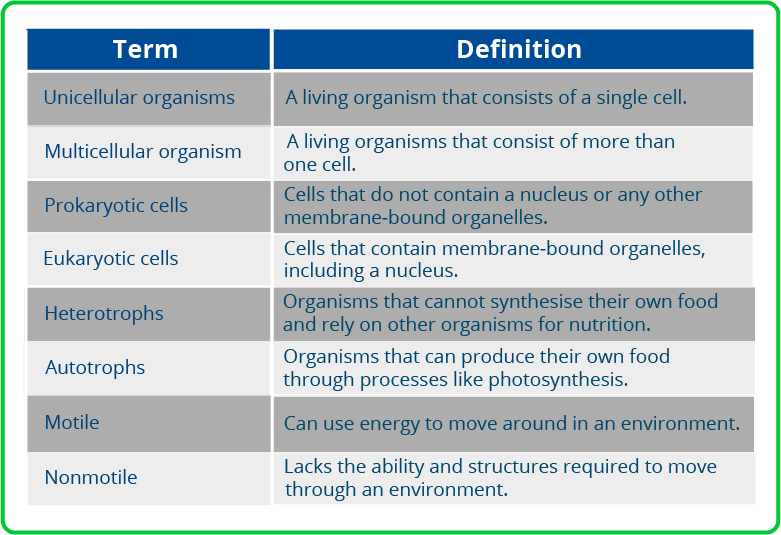 Term Definition
Unicellular organisms A living organism that consists of a single cell.
Multicellular organism A living organisms that consist of more than
one cell.
Prokaryotic cells Cells that do not contain a nucleus or any other
membrane-bound organelles.
Eukaryotic cells Cells that contain membrane-bound organelles,
including a nucleus.
Heterotrophs Organisms that cannot synthesise their own food
and rely on other organisms for nutrition.
Autotrophs Organisms that can produce their own food
through processes like photosynthesis.
Motile Can use energy to move around in an environment.
Nonmotile Lacks the ability and structures required to move
through an environment.